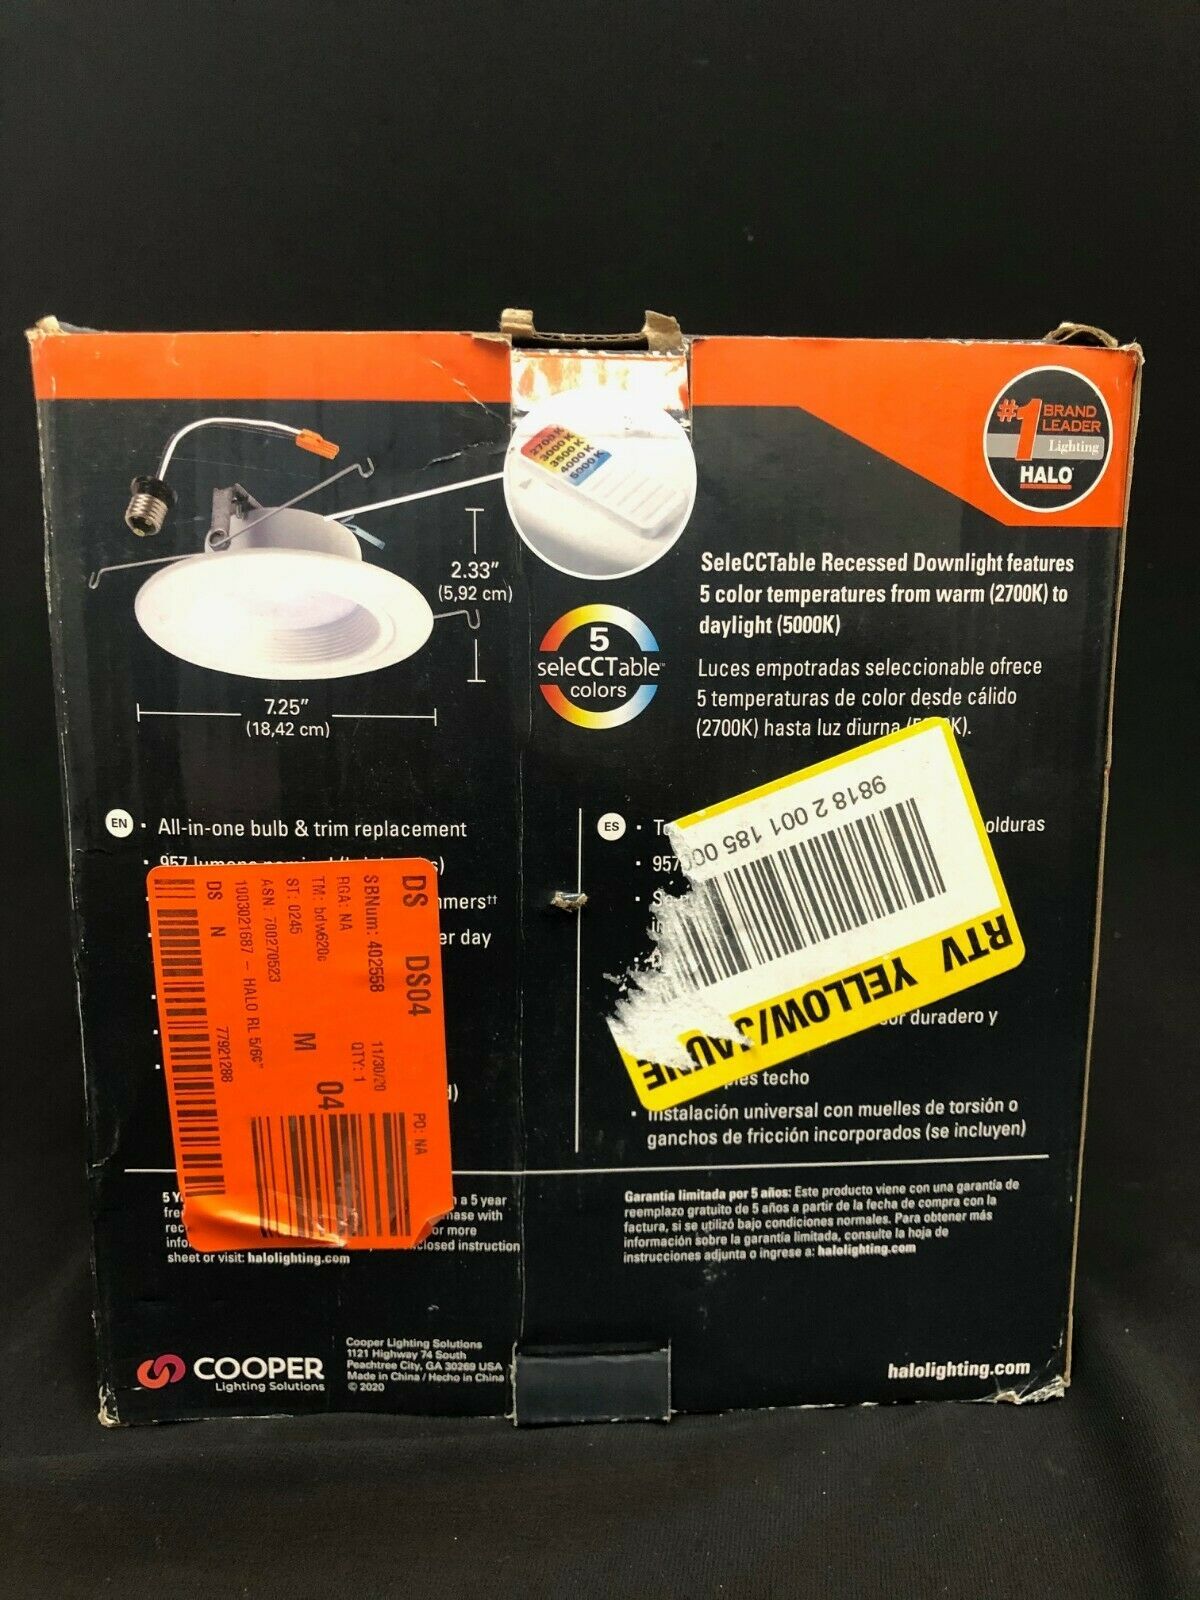 #1 BRAND
LEADER
Lighting
HALO
2700 K
3000 K
3500 K
4000 K
5000 K
2.33"
(5,92 cm)
7.25"
(18,42 cm)
5
seleCCTable™
colors
SeleCCTable Recessed Downlight features
5 color temperatures from warm (2700K) to
daylight (5000K)
Luces empotradas seleccionable ofrece
5 temperaturas de color desde cálido
(2700K) hasta luz diurna K).
EN
· All-in-one bulb & trim replacement
· 957 lumens
mmers††
er day
ES
olduras
· 957
or duradero y
techo
· Instalación universal con muelles de torsión o
ganchos de fricción incorporados (se incluyen)
DS DS04
SBNum: 402558 11/30/20 PO: NA
RGA: NA QTY: 1
TM: bdw620c
ST: 0245 M 04
ASN 700270523
1003021687 - HALO RL 5/6"
DS N 77921288
9818 2 001 185 00
RTV YELLOW/JAUNE
a 5 year
with
or more
instruction
sheet or visit: halolighting.com
Garantía limitada por 5 años: Este producto viene con una garantía de
reemplazo gratuito de 5 años a partir de la fecha de compra con la
factura, si se utilizó bajo condiciones normales. Para obtener más
información sobre la garantía limitada, consulte la hoja de
instrucciones adjunta o ingrese a: halolighting.com
COOPER
Lighting Solutions
Cooper Lighting Solutions
1121 Highway 74 South
Peachtree City, GA 30269 USA
Made in China / Hecho in China
© 2020
halolighting.com